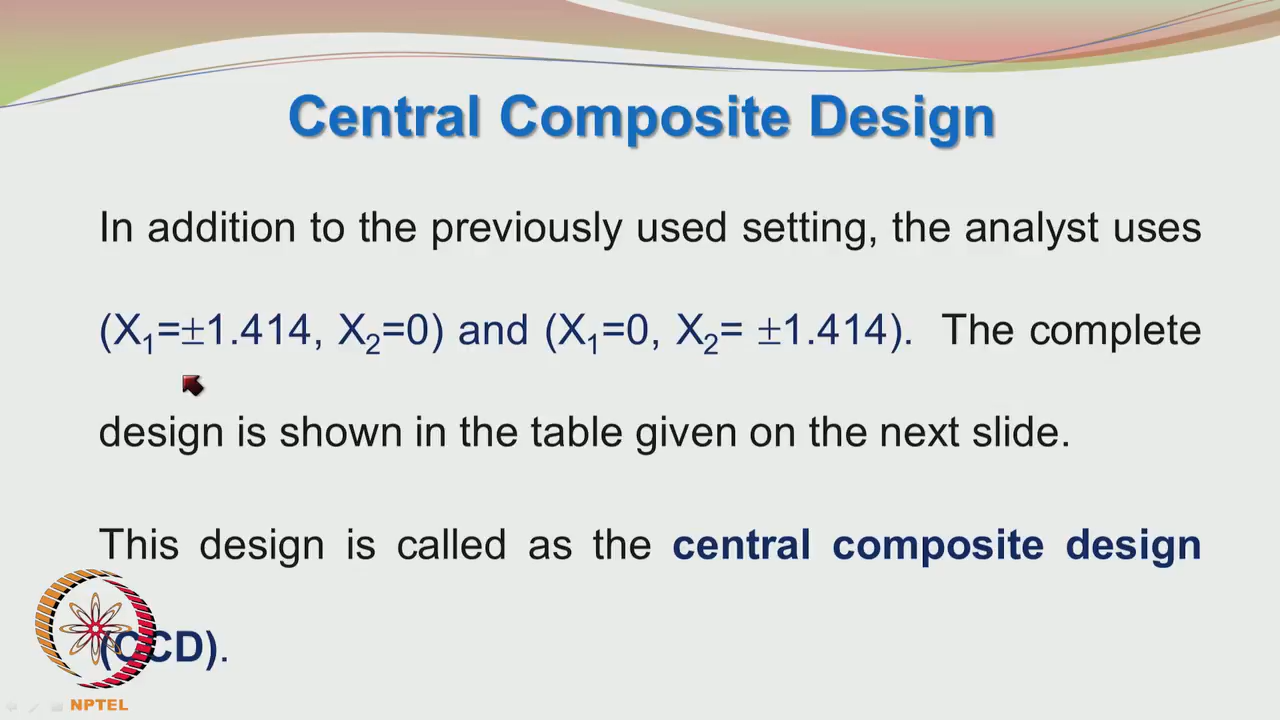 Central Composite Design
In addition to the previously used setting, the analyst uses
(X₁=±1.414, X₂=0) and (X₁=0, X₂= ±1.414). The complete
design is shown in the table given on the next slide.
This design is called as the central composite design
(CCD).
NPTEL